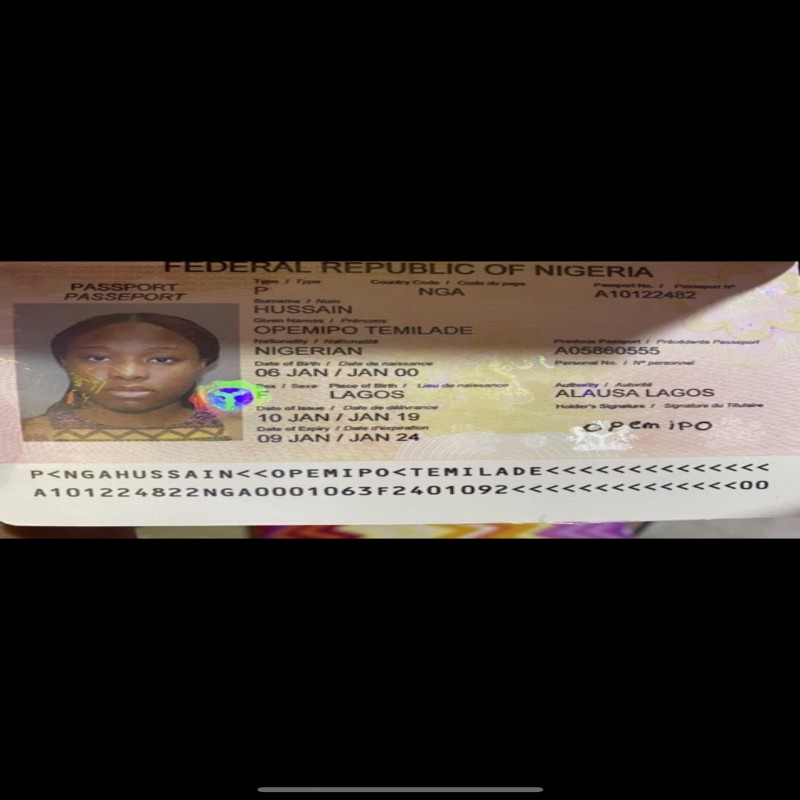 FEDERAL REPUBLIC OF NIGERIA
PASSPORT
PASSEPORT
Type / Type Country Code / Code du pays Passport No. / Passeport N°
P NGA A10122482
Surname / Nom
HUSSAIN
Given Names / Prénoms
OPEMIPO TEMILADE
Nationality / Nationalité Previous Passport / Précédente Passeport
NIGERIAN A05860555
Date of Birth / Date de naissance Personal No. / N° personnel
06 JAN / JAN 00
Sex / Sexe Place of Birth / Lieu de naissance Authority / Autorité
F LAGOS ALAUSA LAGOS
Date of Issue / Date de délivrance Holder's Signature / Signature du Titulaire
10 JAN / JAN 19 OPEmiPO
Date of Expiry / Date d'expiration
09 JAN / JAN 24
P<NGAHUSSAIN<<OPEMIPO<TEMILADE<<<<<<<<<<<<<<
A101224822NGA0001063F2401092<<<<<<<<<<<<<<00